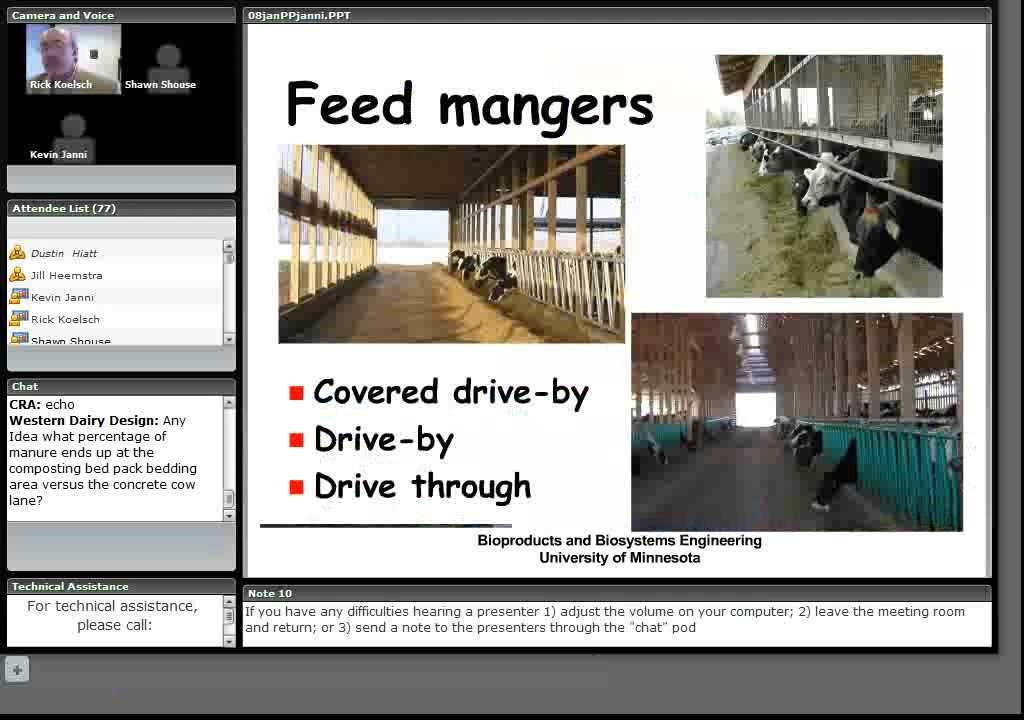 Camera and Voice
Rick Koelsch
Shawn Shouse
Kevin Janni
Attendee List (77)
Dustin Hiatt
Jill Heemstra
Kevin Janni
Rick Koelsch
Shawn Shouse
Chat
CRA: echo
Western Dairy Design: Any
Idea what percentage of
manure ends up at the
composting bed pack bedding
area versus the concrete cow
lane?
Technical Assistance
For technical assistance,
please call:
08janPPjanni.PPT
Feed mangers
Covered drive-by
Drive-by
Drive through
Bioproducts and Biosystems Engineering
University of Minnesota
Note 10
If you have any difficulties hearing a presenter 1) adjust the volume on your computer; 2) leave the meeting room
and return; or 3) send a note to the presenters through the "chat" pod